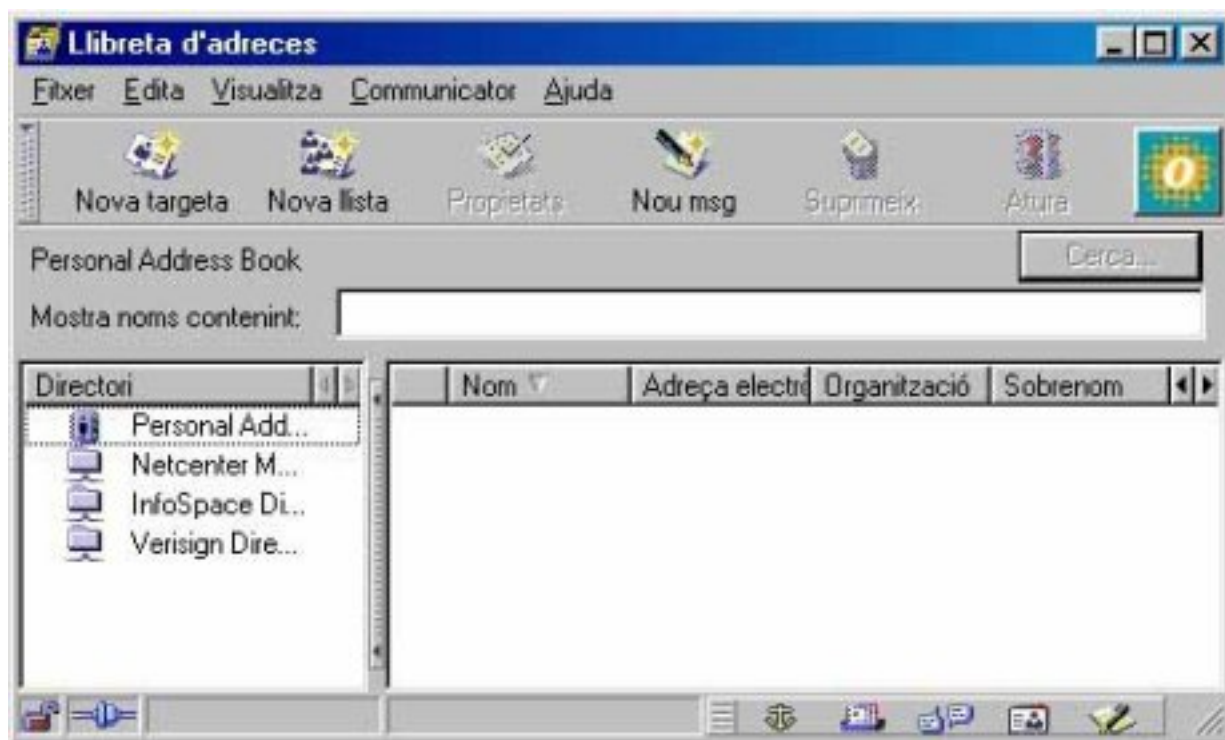 Llibreta d'adreces
Fitxer Edita Visualitza Communicator Ajuda
Nova targeta Nova llista Propietats Nou msg Suprimeix Atura
Personal Address Book Cerca...
Mostra noms contenint:
Directori Nom Adreça electrò Organització Sobrenom
Personal Add...
Netcenter M...
InfoSpace Di...
Verisign Dire...